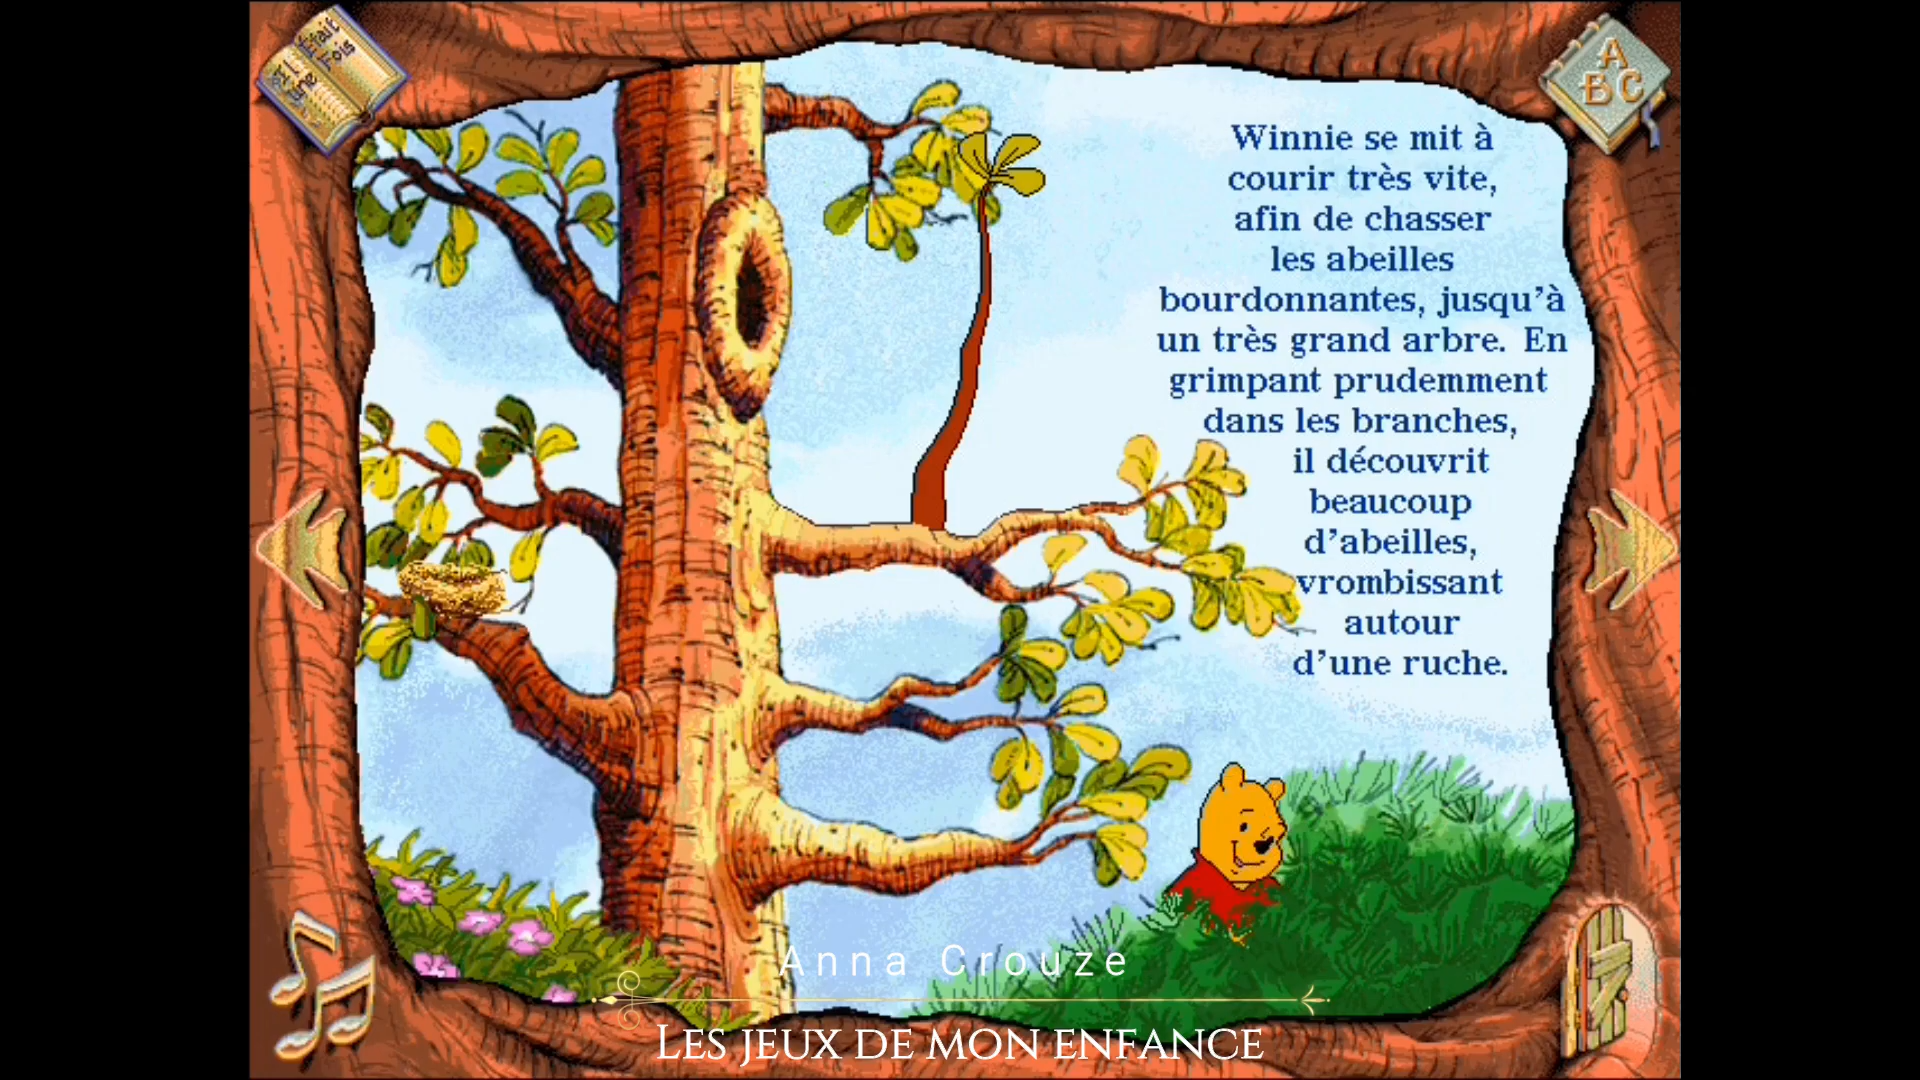 Il était
une Fois
A
B C
Winnie se mit à
courir très vite,
afin de chasser
les abeilles
bourdonnantes, jusqu’à
un très grand arbre. En
grimpant prudemment
dans les branches,
il découvrit
beaucoup
d’abeilles,
vrombissant
autour
d’une ruche.
Anna Crouze
Les jeux de mon enfance